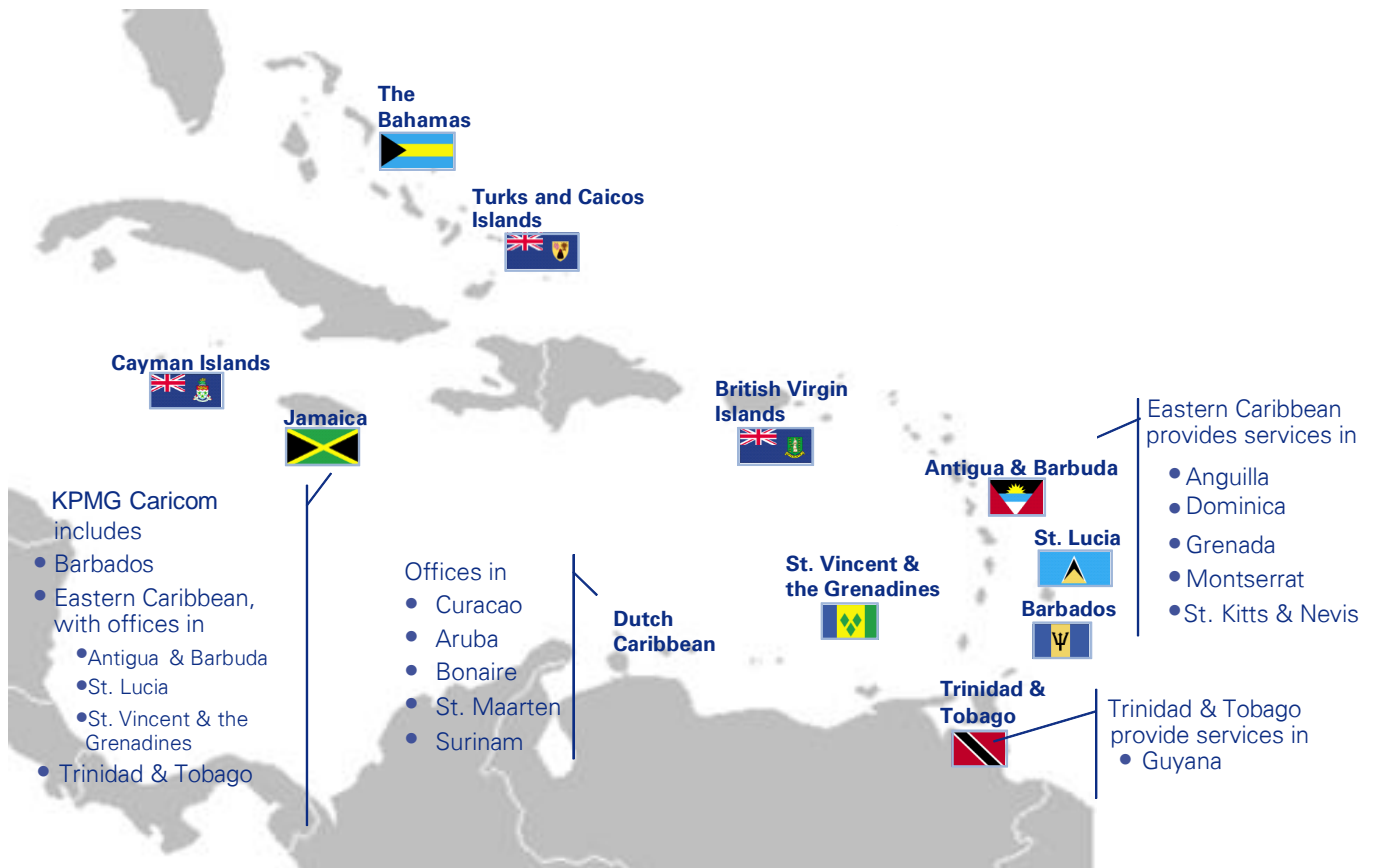 The
Bahamas
Turks and Caicos
Islands
Cayman Islands
Jamaica
British Virgin
Islands
Antigua & Barbuda
St. Lucia
St. Vincent &
the Grenadines
Barbados
Trinidad &
Tobago
Dutch
Caribbean
KPMG Caricom
includes
• Barbados
• Eastern Caribbean,
with offices in
•Antigua & Barbuda
•St. Lucia
•St. Vincent & the
Grenadines
• Trinidad & Tobago
Offices in
• Curacao
• Aruba
• Bonaire
• St. Maarten
• Surinam
Eastern Caribbean
provides services in
• Anguilla
• Dominica
• Grenada
• Montserrat
• St. Kitts & Nevis
Trinidad & Tobago
provide services in
• Guyana